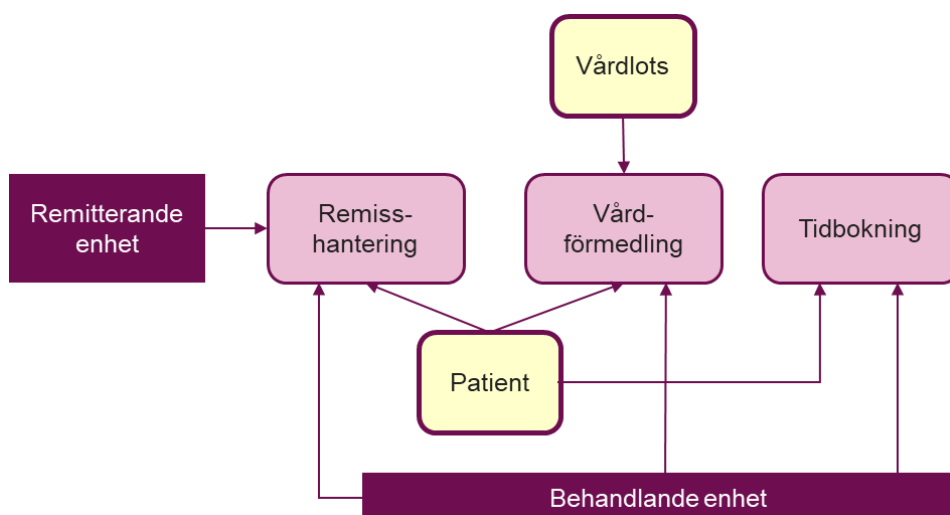 Vårdlots
Remitterande
enhet
Remiss-
hantering
Vård-
förmedling
Tidbokning
Patient
Behandlande enhet